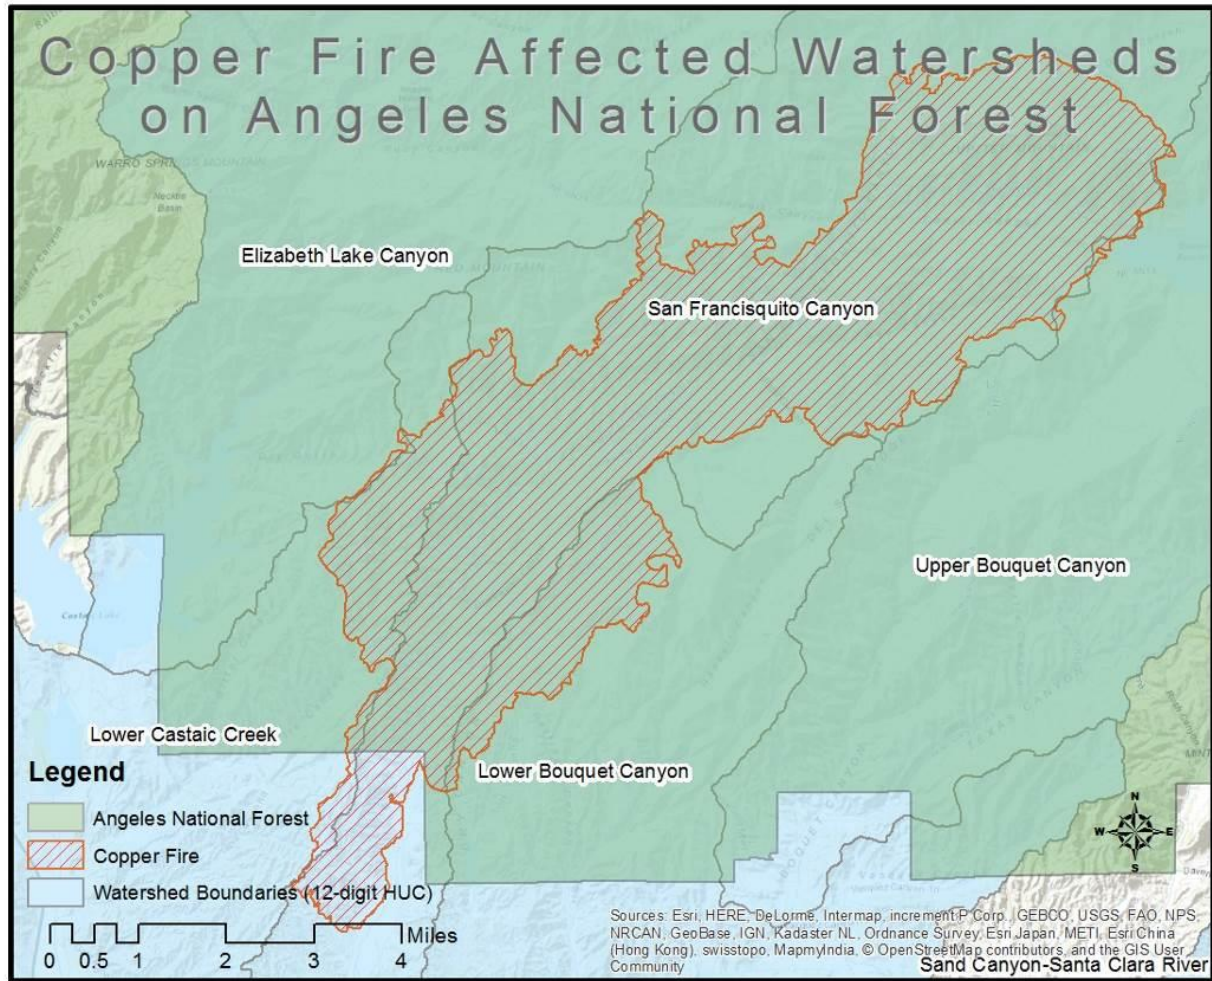 Copper Fire Affected Watersheds
on Angeles National Forest
Necktie
Basin
Elizabeth Lake Canyon
San Francisquito Canyon
Upper Bouquet Canyon
Lower Castaic Creek
Lower Bouquet Canyon
Legend
Angeles National Forest
Copper Fire
Watershed Boundaries (12-digit HUC)
Miles
0 0.5 1 2 3 4
N
W E
S
Sources: Esri, HERE, DeLorme, Intermap, increment P Corp., GEBCO, USGS, FAO, NPS,
NRCAN, GeoBase, IGN, Kadaster NL, Ordnance Survey, Esri Japan, METI, Esri China
(Hong Kong), swisstopo, MapmyIndia, © OpenStreetMap contributors, and the GIS User
Community
Sand Canyon-Santa Clara River